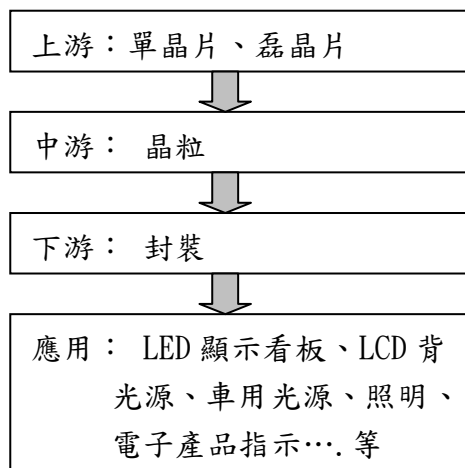 上游：單晶片、磊晶片
中游： 晶粒
下游： 封裝
應用： LED 顯示看板、LCD 背
光源、車用光源、照明、
電子產品指示…. 等